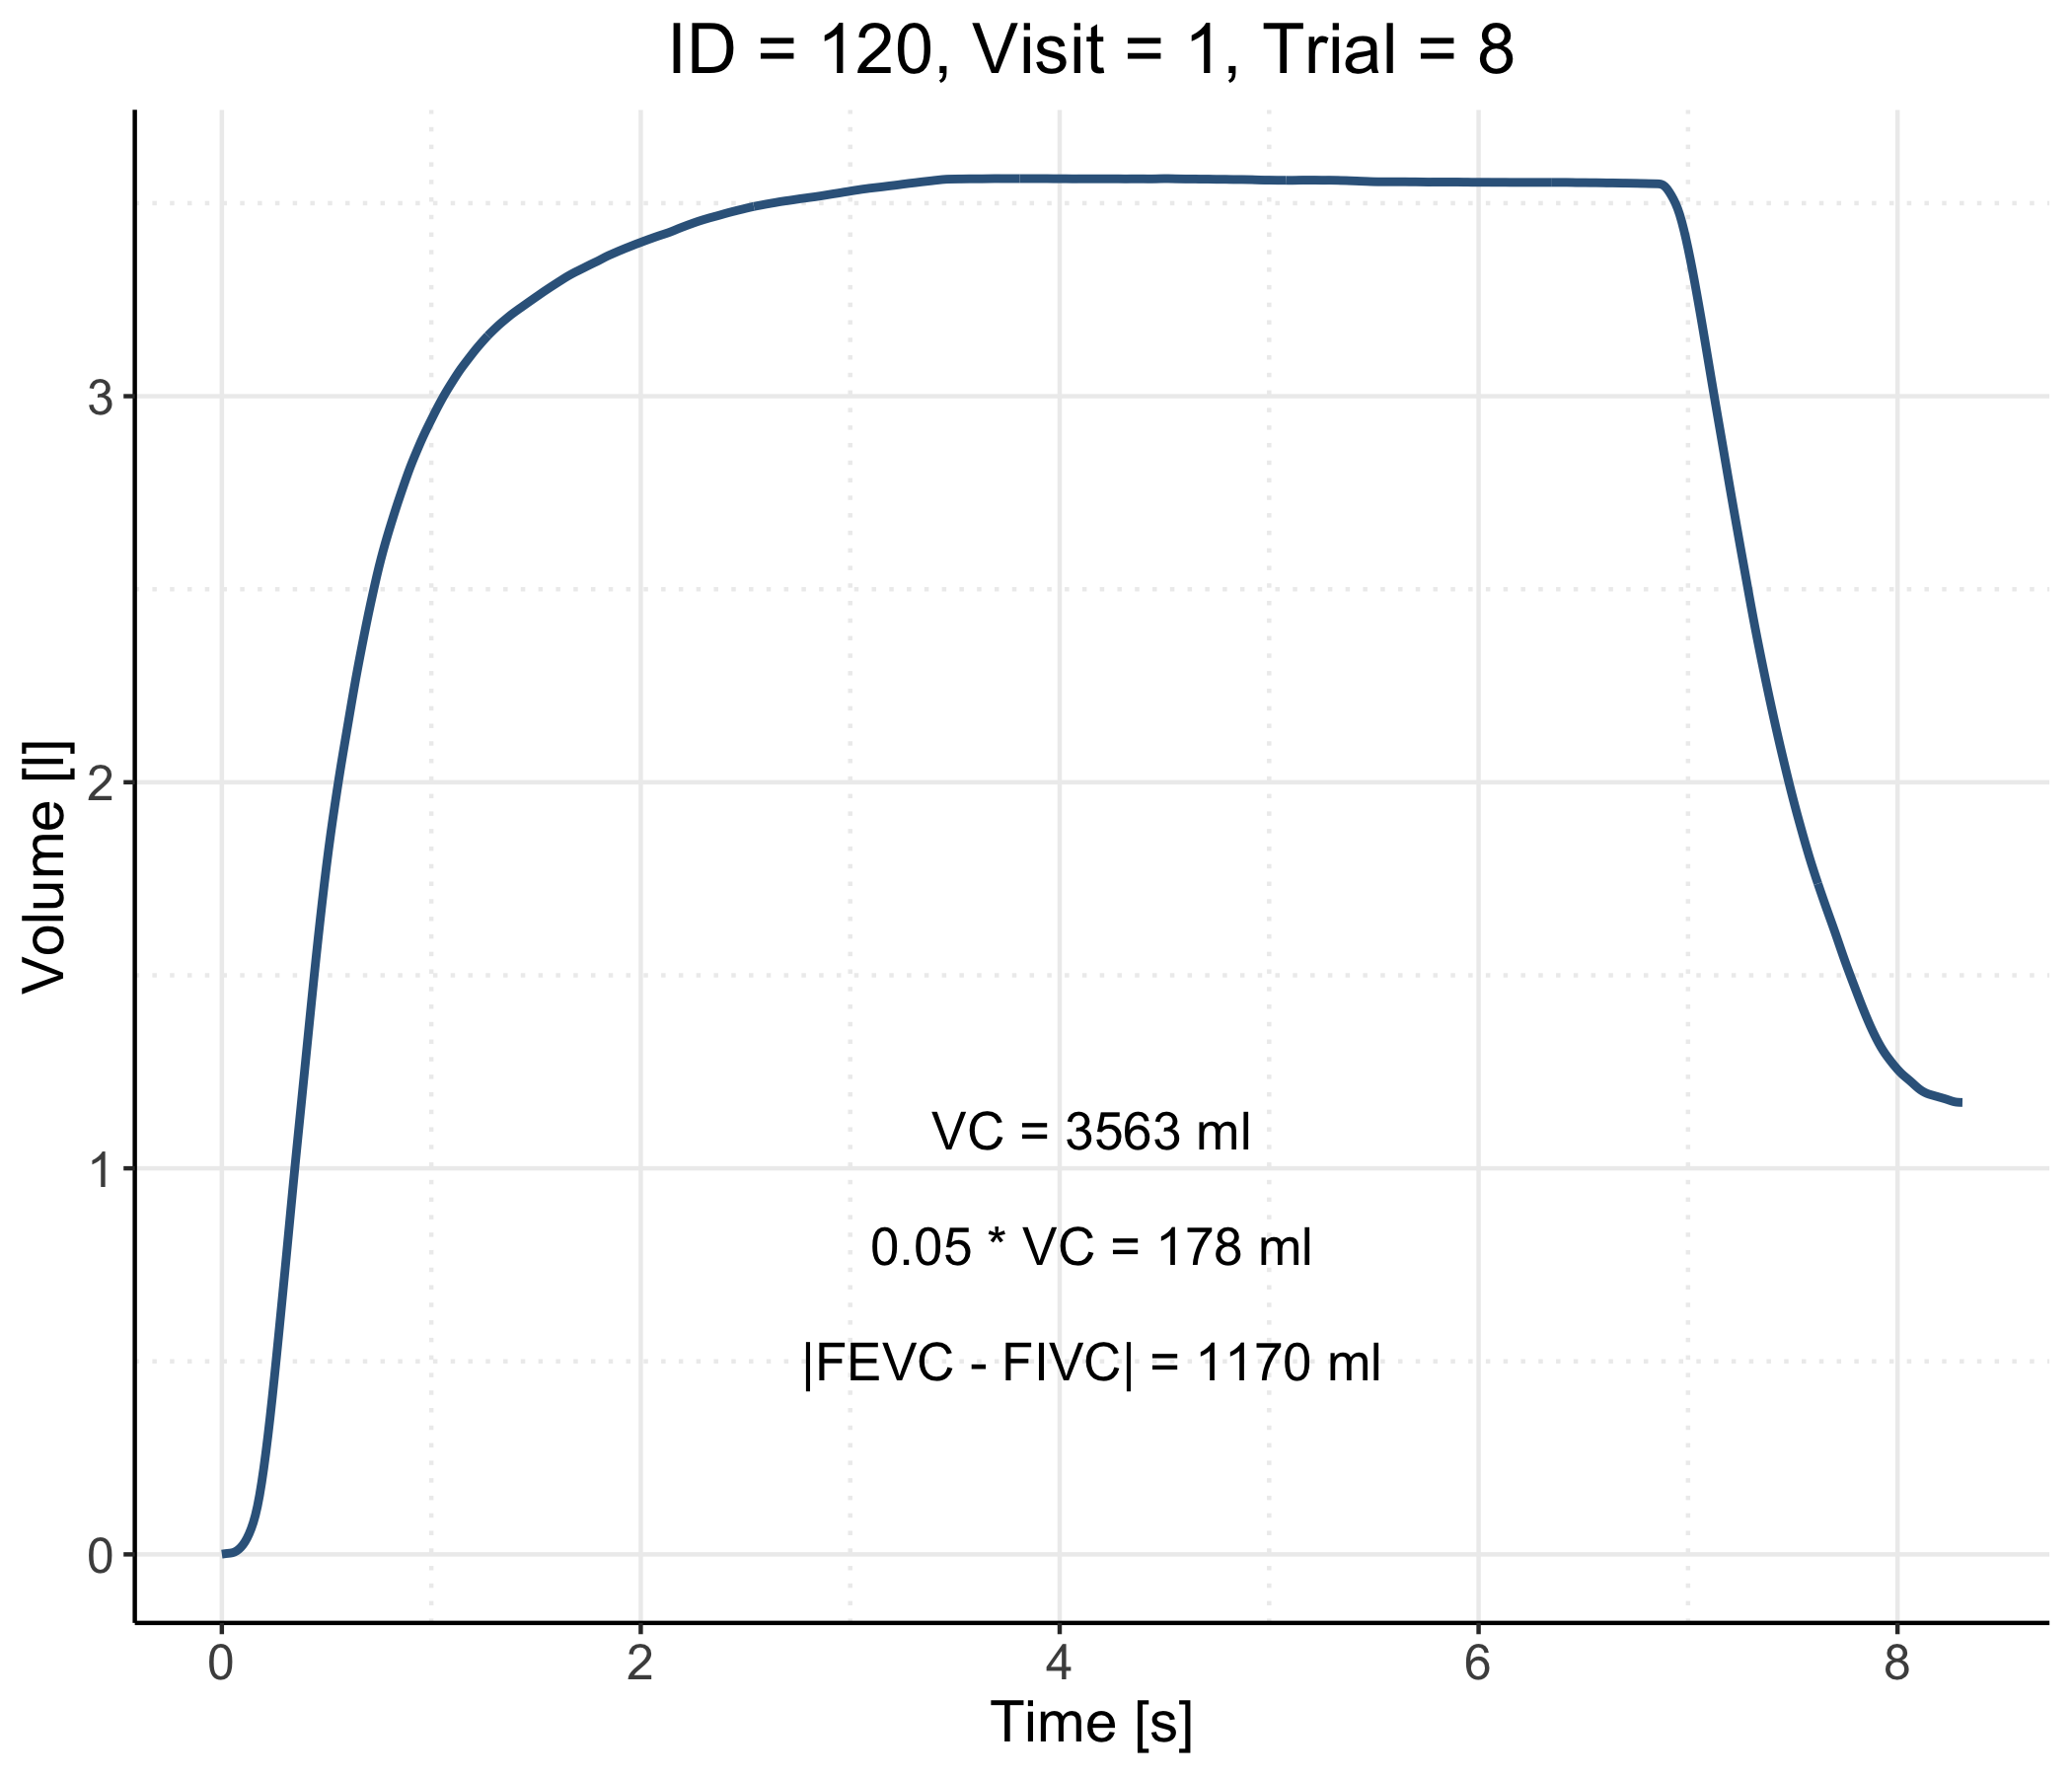 ID = 120, Visit = 1, Trial = 8
Volume [l]
3
2
1
0
VC = 3563 ml
0.05 * VC = 178 ml
|FEVC - FIVC| = 1170 ml
0 2 4 6 8
Time [s]